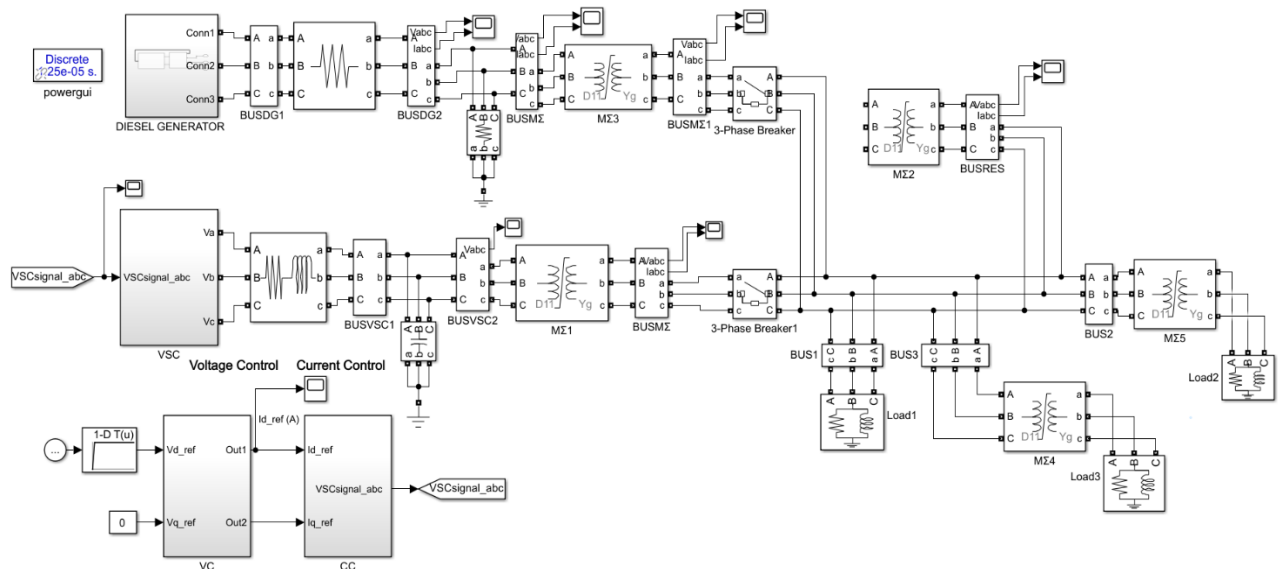 Discrete
25e-05 s.
powergui
Conn1
Conn2
Conn3
DIESEL GENERATOR
A a
B b
C c
BUSDG1
A a
B b
C c
A Vabc
Iabc
B a
b
C c
BUSDG2
A B C
a b c
Vabc
A Iabc
B a
b
C c
BUSMΣ
A a
B b
C c
D11 Yg
MΣ3
Vabc
A Iabc
B a
b
C c
BUSMΣ1
a A
b B
c C
3-Phase Breaker
A a
B b
C c
D11 Yg
MΣ2
A Vabc
Iabc
B a
b
C c
BUSRES
VSCsignal_abc
VSCsignal_abc
Va
Vb
Vc
VSC
A a
B b
C c
A a
B b
C c
BUSVSC1
A B C
a b c
Vabc
A a
B b
C c
BUSVSC2
A a
B b
C c
D11 Yg
MΣ1
A Vabc
Iabc
B a
b
C c
BUSMΣ
a A
b B
c C
3-Phase Breaker1
A a
B b
C c
BUS2
A a
B b
C c
D11 Yg
MΣ5
A B C
Load2
BUS1
c C b B a A
A B C
Load1
BUS3
c C b B a A
A a
B b
C c
D11 Yg
MΣ4
A B C
Load3
Voltage Control
Current Control
Id_ref (A)
...
1-D T(u)
0
Vd_ref
Vq_ref
Out1
Out2
VC
Id_ref
Iq_ref
VSCsignal_abc
CC
VSCsignal_abc